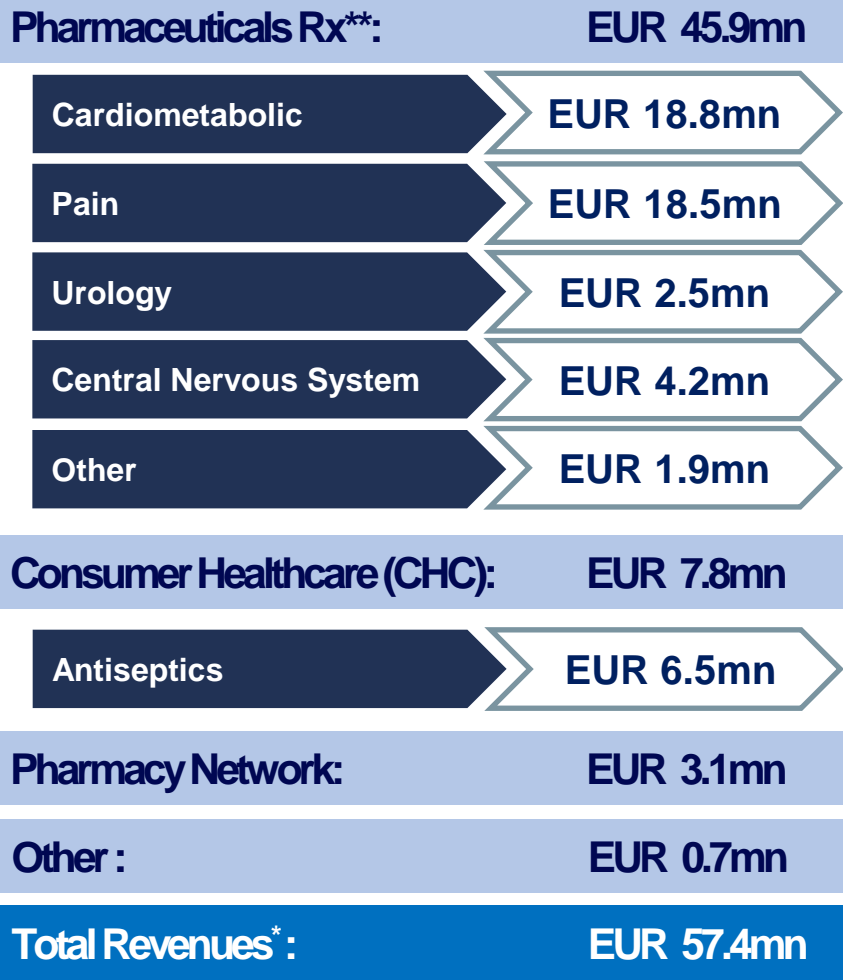 Pharmaceuticals Rx**: EUR 45.9mn
Cardiometabolic EUR 18.8mn
Pain EUR 18.5mn
Urology EUR 2.5mn
Central Nervous System EUR 4.2mn
Other EUR 1.9mn
Consumer Healthcare (CHC): EUR 7.8mn
Antiseptics EUR 6.5mn
Pharmacy Network: EUR 3.1mn
Other : EUR 0.7mn
Total Revenues* : EUR 57.4mn